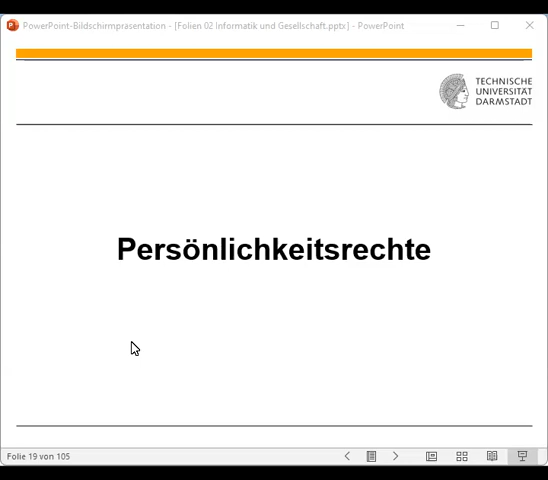 PowerPoint-Bildschirmpräsentation - [Folien 02 Informatik und Gesellschaft.pptx] - PowerPoint
TECHNISCHE
UNIVERSITÄT
DARMSTADT
Persönlichkeitsrechte
Folie 19 von 105